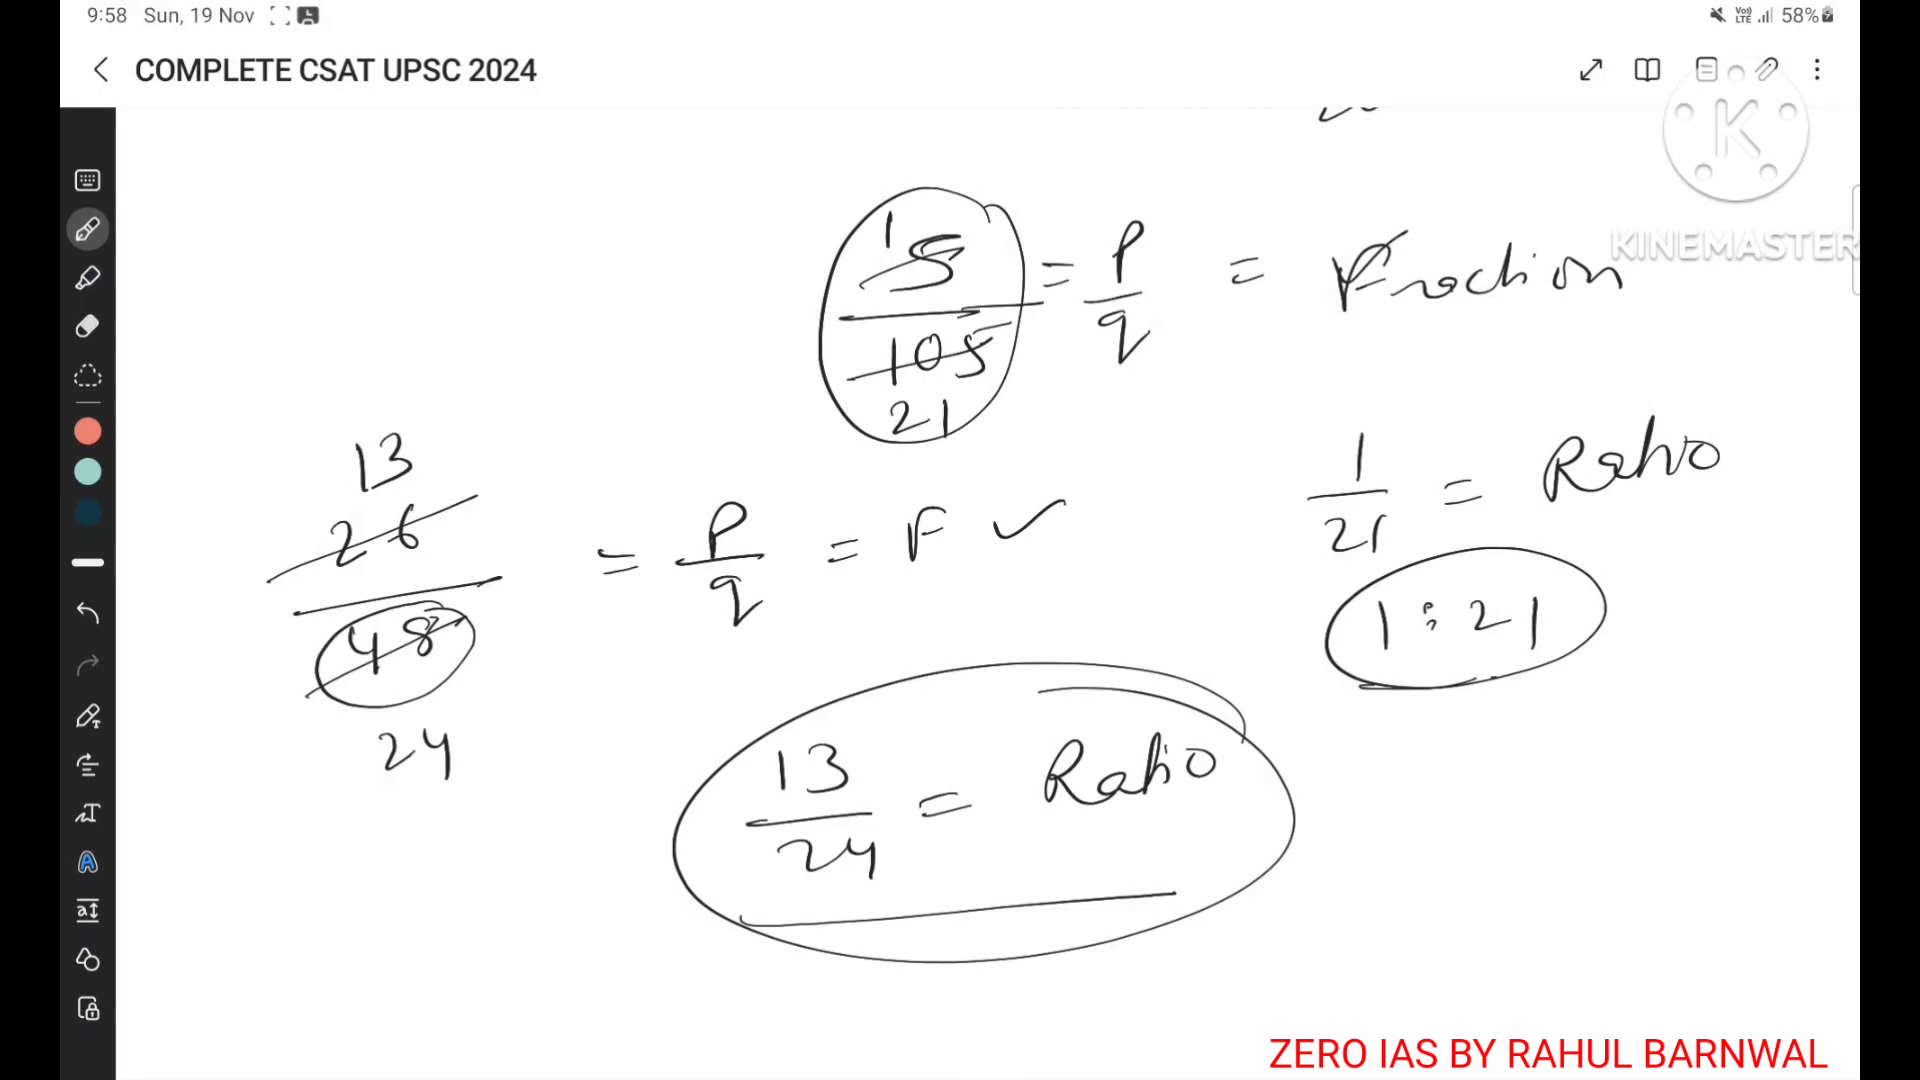 9:58 Sun, 19 Nov
58%
COMPLETE CSAT UPSC 2024
K
KINEMASTER
1
5/105 = p/q = Fraction
21
13
26/48 = p/q = F ✓
24
1/21 = Ratio
1:21
13/24 = Ratio
ZERO IAS BY RAHUL BARNWAL